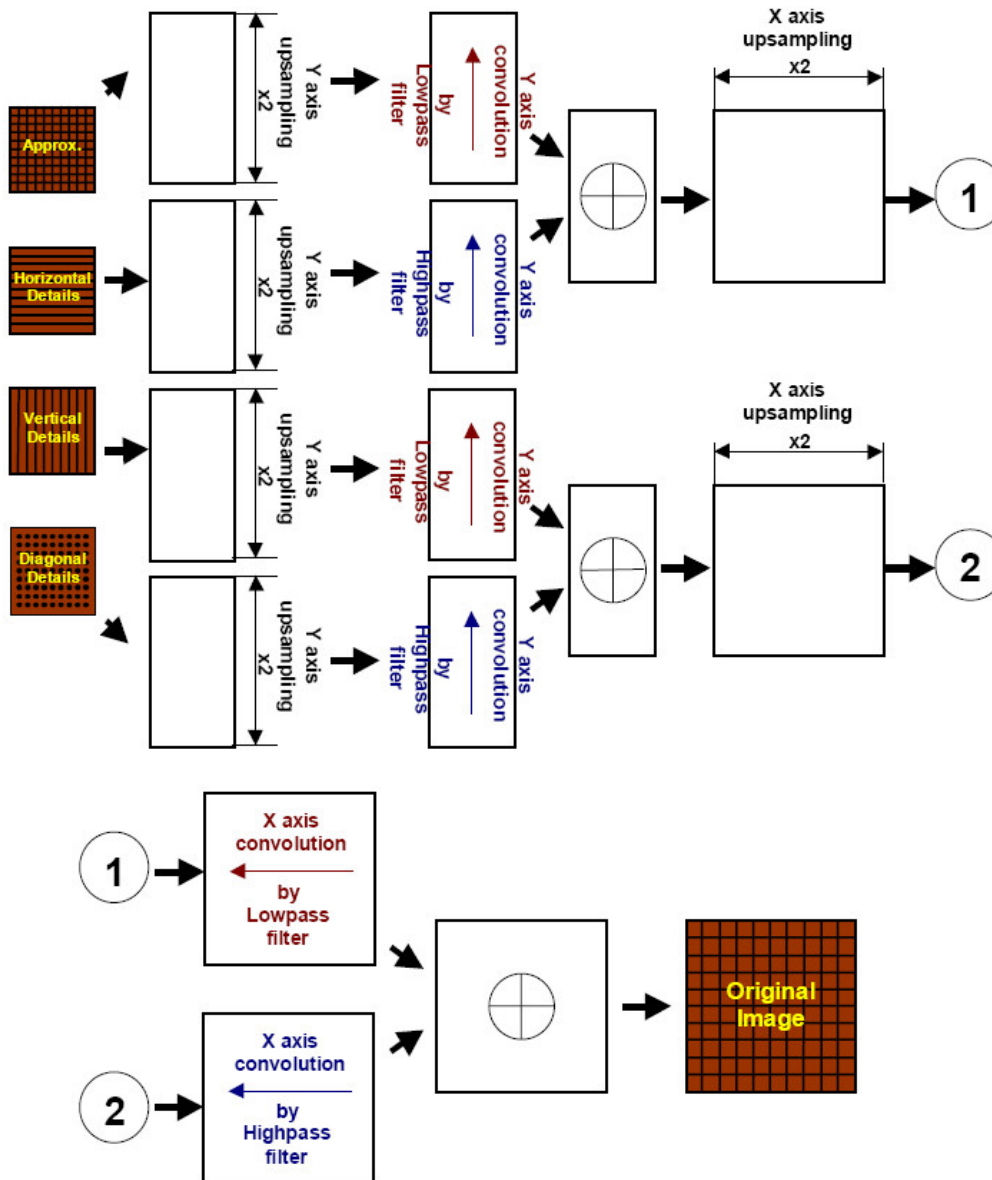 Approx.
Y axis
upsampling
x2
Y axis
convolution
by
Lowpass
filter
X axis
upsampling
x2
1
Horizontal
Details
Y axis
upsampling
x2
Y axis
convolution
by
Highpass
filter
Vertical
Details
Y axis
upsampling
x2
Y axis
convolution
by
Lowpass
filter
X axis
upsampling
x2
2
Diagonal
Details
Y axis
upsampling
x2
Y axis
convolution
by
Highpass
filter
1
X axis
convolution
by
Lowpass
filter
Original
Image
2
X axis
convolution
by
Highpass
filter